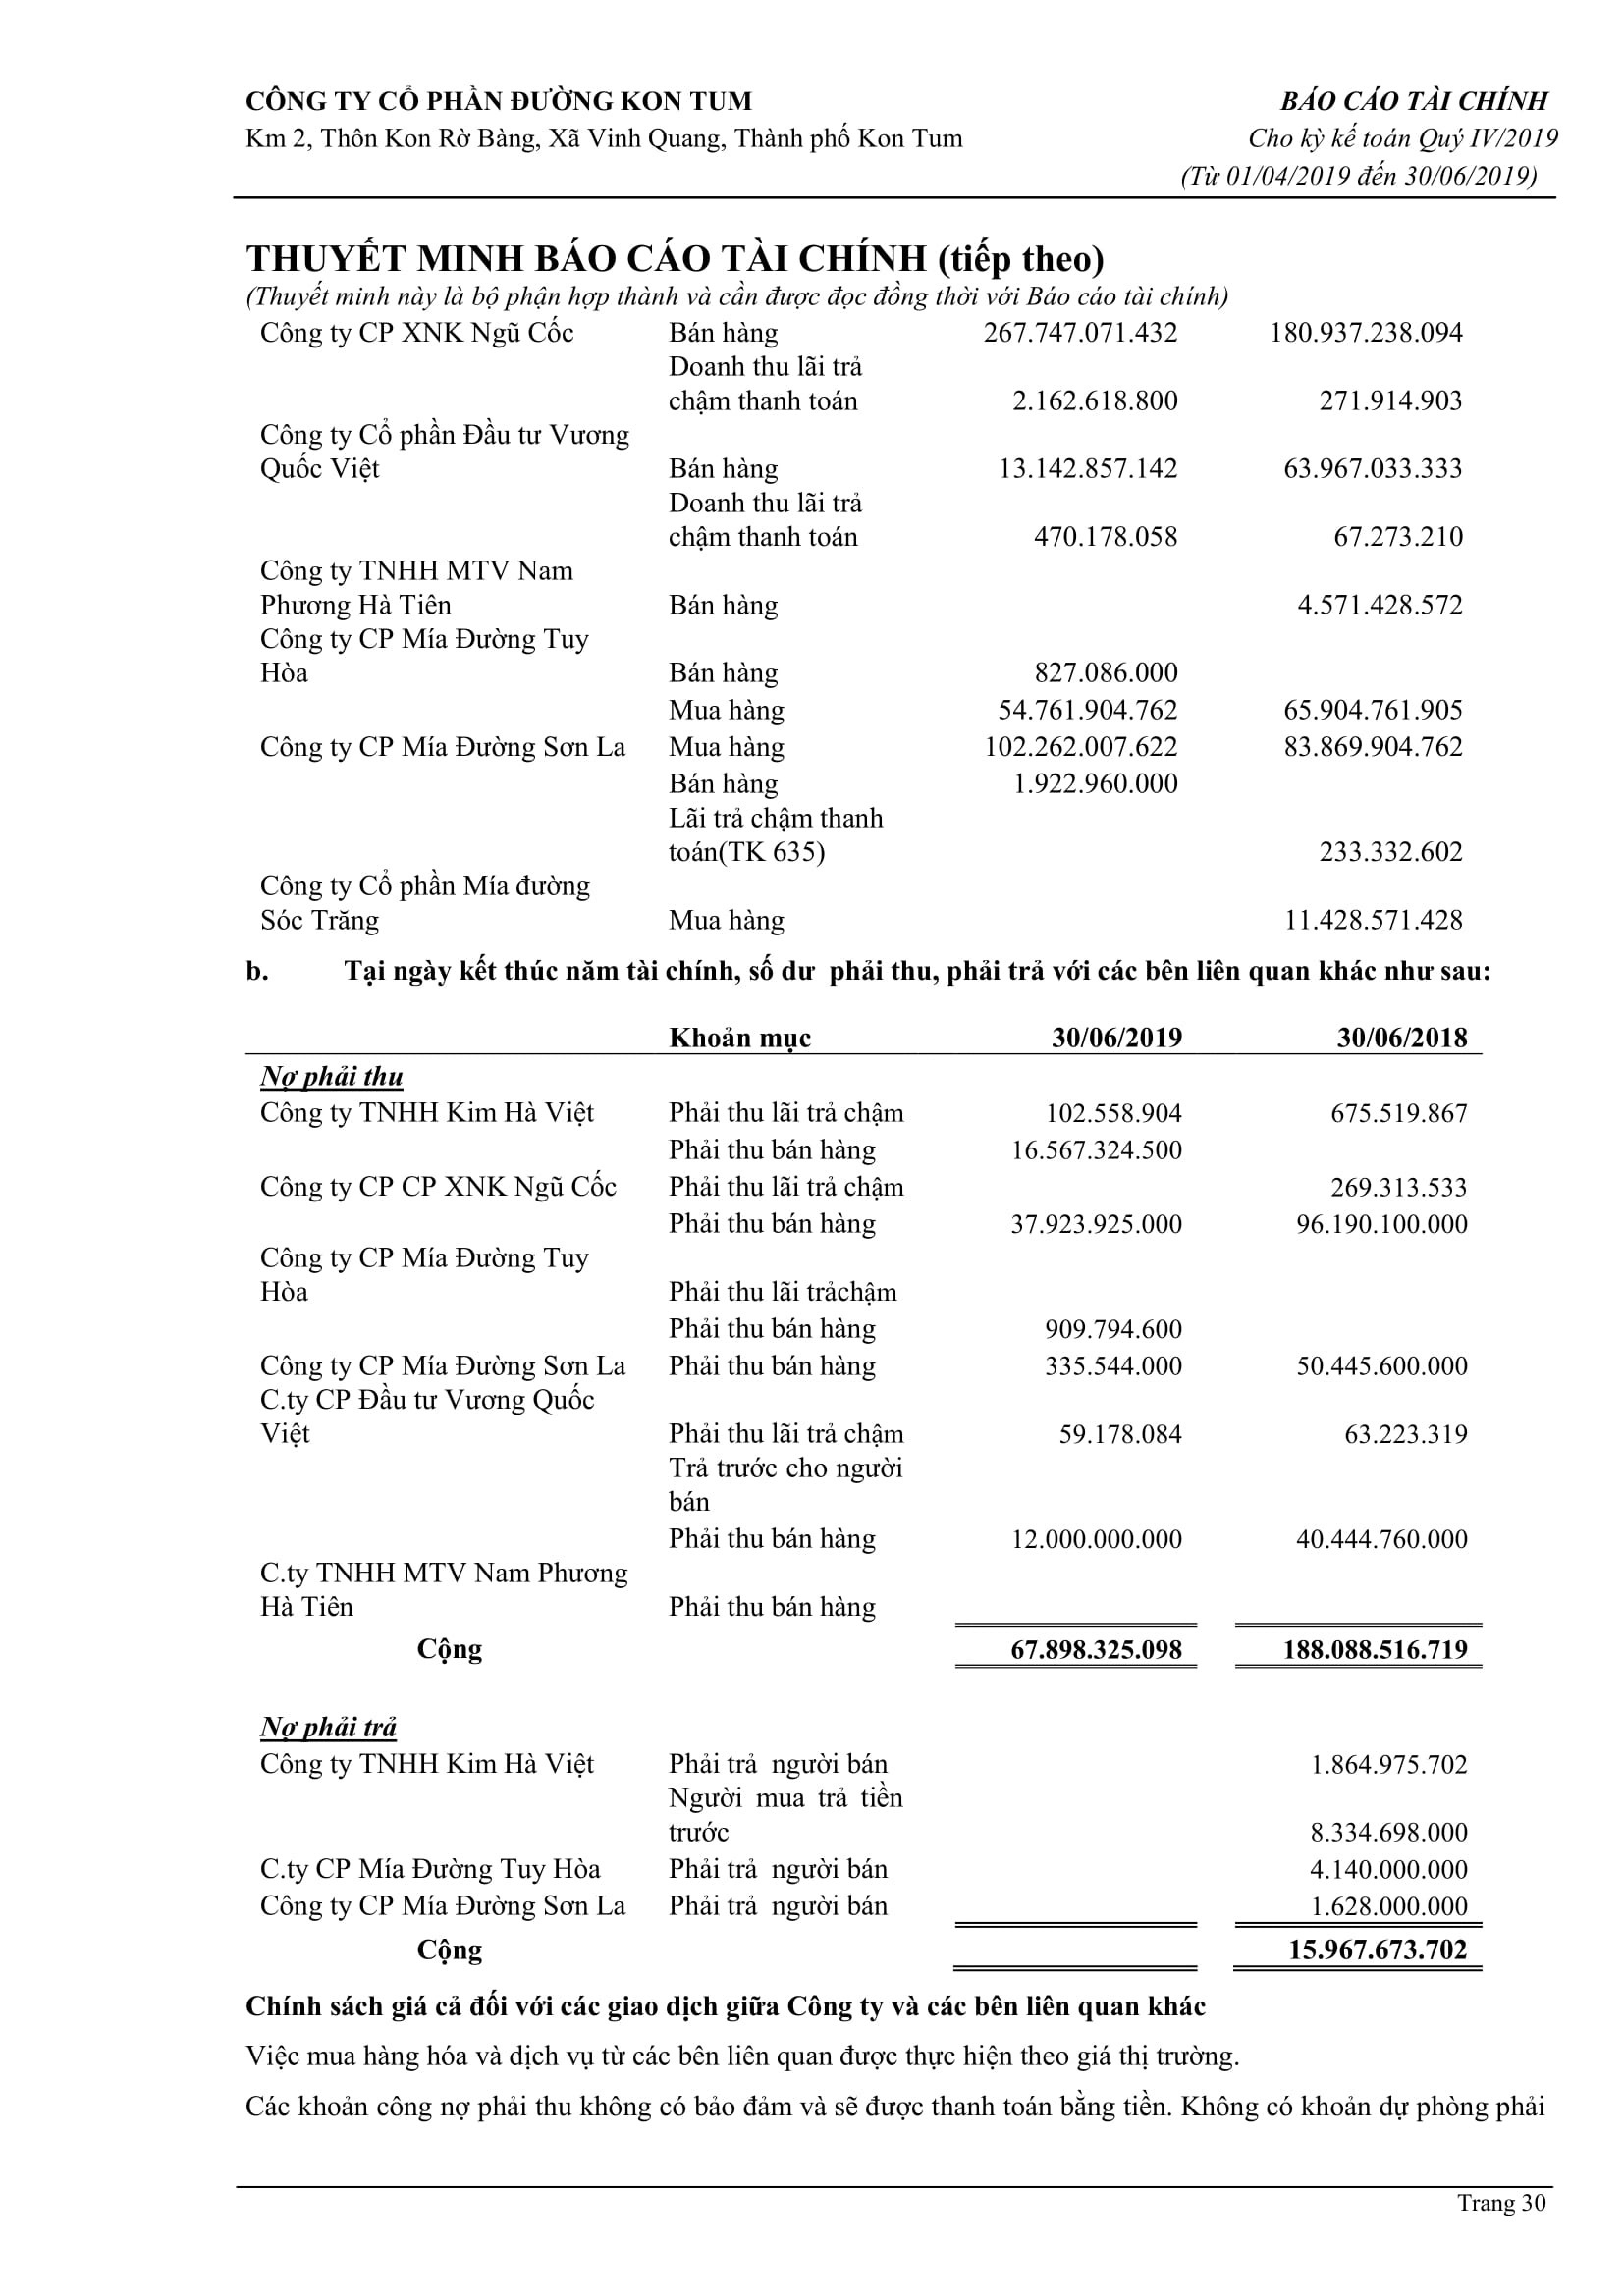 CÔNG TY CỔ PHẦN ĐƯỜNG KON TUM BÁO CÁO TÀI CHÍNH
Km 2, Thôn Kon Rờ Bàng, Xã Vinh Quang, Thành phố Kon Tum Cho kỳ kế toán Quý IV/2019
(Từ 01/04/2019 đến 30/06/2019)
THUYẾT MINH BÁO CÁO TÀI CHÍNH (tiếp theo)
(Thuyết minh này là bộ phận hợp thành và cần được đọc đồng thời với Báo cáo tài chính)
Công ty CP XNK Ngũ Cốc Bán hàng 267.747.071.432 180.937.238.094
Doanh thu lãi trả
chậm thanh toán 2.162.618.800 271.914.903
Công ty Cổ phần Đầu tư Vương
Quốc Việt Bán hàng 13.142.857.142 63.967.033.333
Doanh thu lãi trả
chậm thanh toán 470.178.058 67.273.210
Công ty TNHH MTV Nam
Phương Hà Tiên Bán hàng 4.571.428.572
Công ty CP Mía Đường Tuy
Hòa Bán hàng 827.086.000
Mua hàng 54.761.904.762 65.904.761.905
Công ty CP Mía Đường Sơn La Mua hàng 102.262.007.622 83.869.904.762
Bán hàng 1.922.960.000
Lãi trả chậm thanh
toán(TK 635) 233.332.602
Công ty Cổ phần Mía đường
Sóc Trăng Mua hàng 11.428.571.428
b. Tại ngày kết thúc năm tài chính, số dư  phải thu, phải trả với các bên liên quan khác như sau:
Khoản mục 30/06/2019 30/06/2018
Nợ phải thu
Công ty TNHH Kim Hà Việt Phải thu lãi trả chậm 102.558.904 675.519.867
Phải thu bán hàng 16.567.324.500
Công ty CP CP XNK Ngũ Cốc Phải thu lãi trả chậm 269.313.533
Phải thu bán hàng 37.923.925.000 96.190.100.000
Công ty CP Mía Đường Tuy
Hòa Phải thu lãi trảchậm
Phải thu bán hàng 909.794.600
Công ty CP Mía Đường Sơn La Phải thu bán hàng 335.544.000 50.445.600.000
C.ty CP Đầu tư Vương Quốc
Việt Phải thu lãi trả chậm 59.178.084 63.223.319
Trả trước cho người
bán
Phải thu bán hàng 12.000.000.000 40.444.760.000
C.ty TNHH MTV Nam Phương
Hà Tiên Phải thu bán hàng
Cộng 67.898.325.098 188.088.516.719
Nợ phải trả
Công ty TNHH Kim Hà Việt Phải trả  người bán 1.864.975.702
Người mua trả tiền
trước 8.334.698.000
C.ty CP Mía Đường Tuy Hòa Phải trả  người bán 4.140.000.000
Công ty CP Mía Đường Sơn La Phải trả  người bán 1.628.000.000
Cộng 15.967.673.702
Chính sách giá cả đối với các giao dịch giữa Công ty và các bên liên quan khác
Việc mua hàng hóa và dịch vụ từ các bên liên quan được thực hiện theo giá thị trường.
Các khoản công nợ phải thu không có bảo đảm và sẽ được thanh toán bằng tiền. Không có khoản dự phòng phải
Trang 30